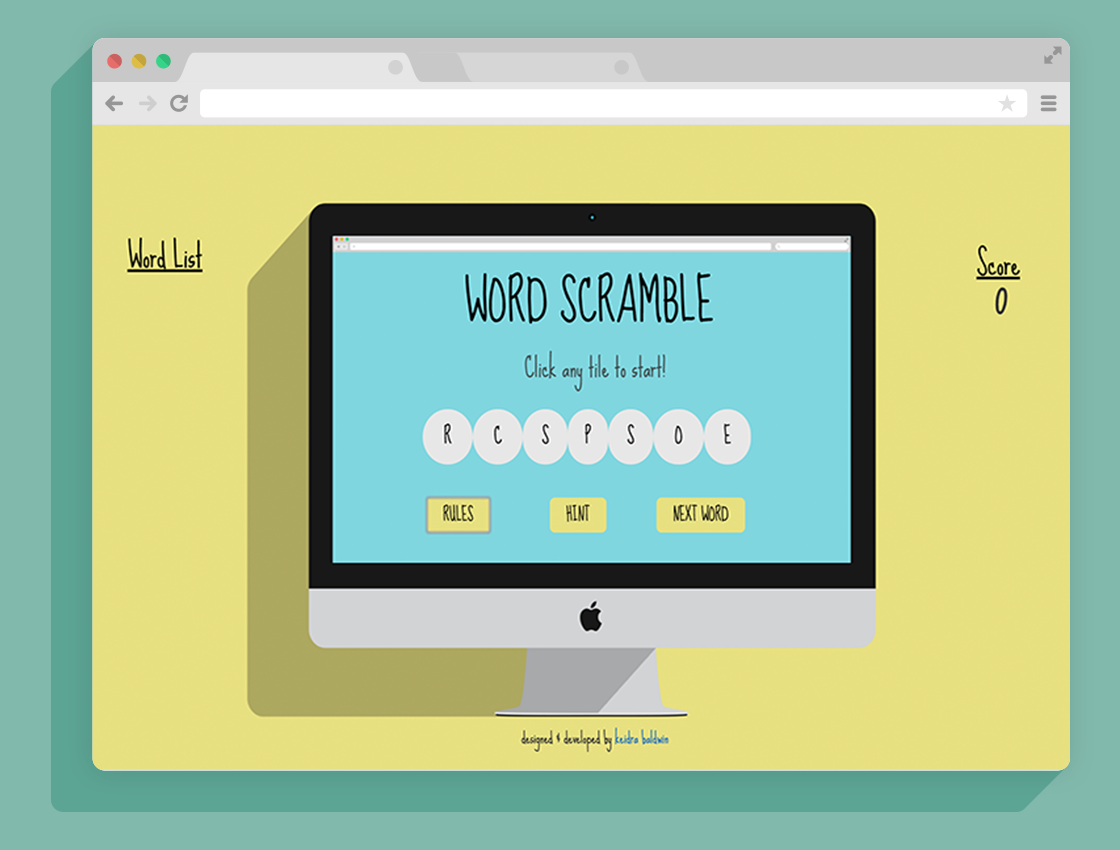 Word List
Score
0
WORD SCRAMBLE
Click any tile to start!
R C S P S O E
RULES HINT NEXT WORD
designed & developed by keidra baldwin